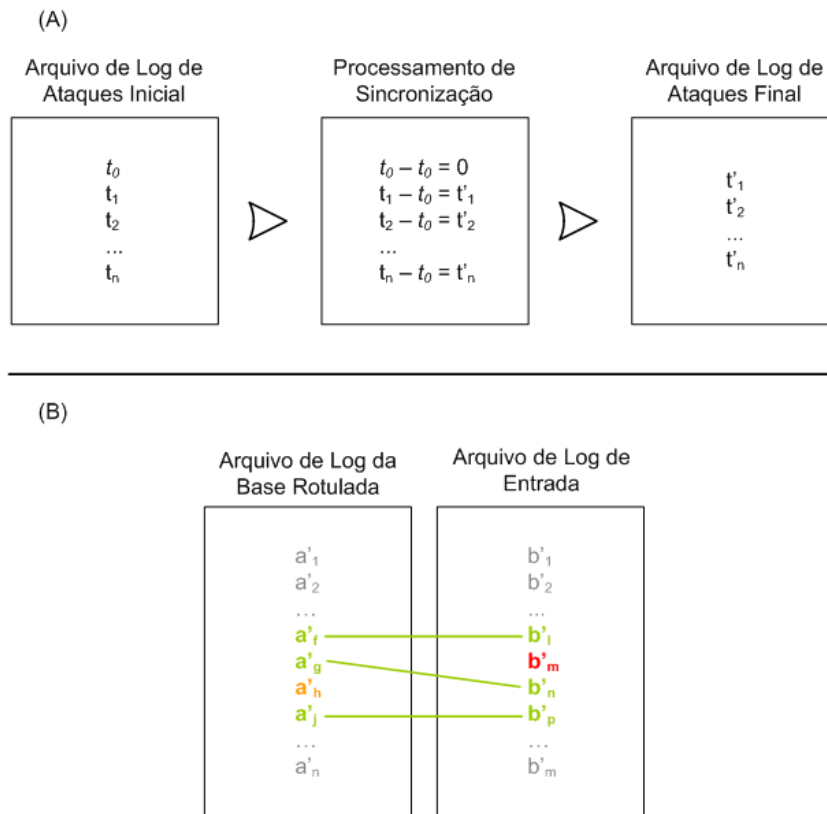 (A)
Arquivo de Log de
Ataques Inicial
Processamento de
Sincronização
Arquivo de Log de
Ataques Final
t₀
t₁
t₂
...
tₙ
t₀ – t₀ = 0
t₁ – t₀ = t'₁
t₂ – t₀ = t'₂
...
tₙ – t₀ = t'ₙ
t'₁
t'₂
...
t'ₙ
(B)
Arquivo de Log da
Base Rotulada
Arquivo de Log de
Entrada
a'₁
a'₂
...
a'f
a'g
a'h
a'j
...
a'ₙ
b'₁
b'₂
...
b'l
b'm
b'n
b'p
...
b'm